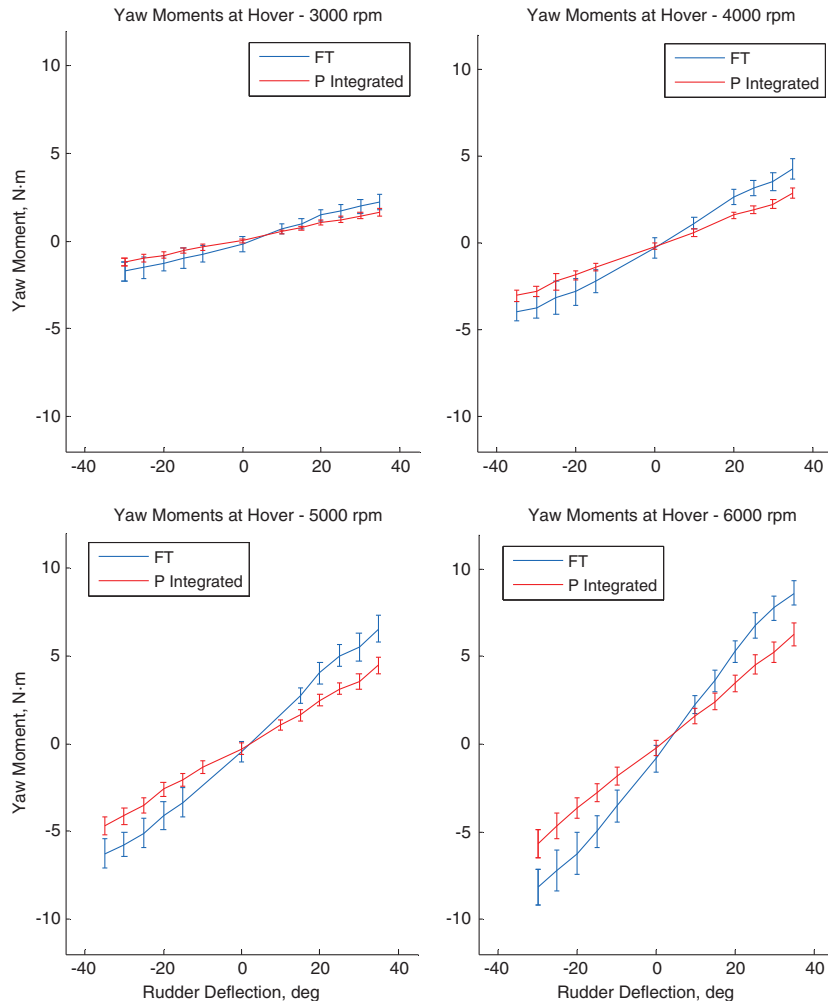 Yaw Moments at Hover - 3000 rpm
FT
P Integrated
10
5
0
-5
-10
Yaw Moment, N·m
-40
-20
0
20
40
Yaw Moments at Hover - 4000 rpm
FT
P Integrated
10
5
0
-5
-10
-40
-20
0
20
40
Yaw Moments at Hover - 5000 rpm
FT
P Integrated
10
5
0
-5
-10
Yaw Moment, N·m
-40
-20
0
20
40
Rudder Deflection, deg
Yaw Moments at Hover - 6000 rpm
FT
P Integrated
10
5
0
-5
-10
-40
-20
0
20
40
Rudder Deflection, deg